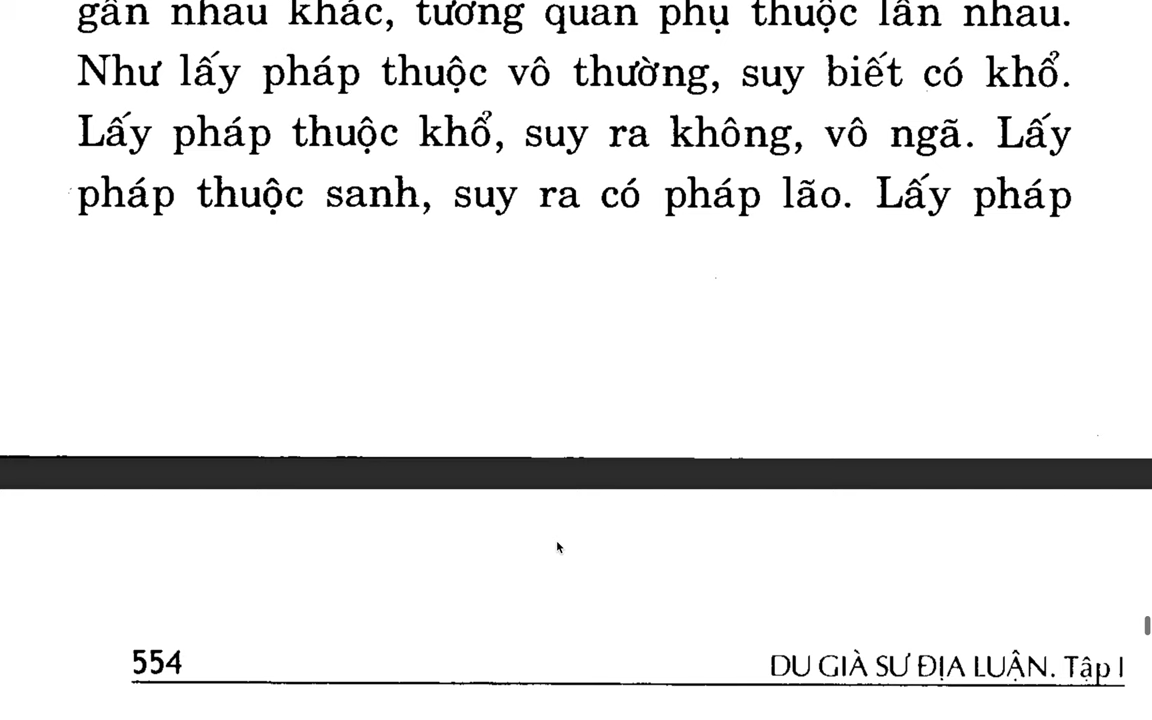 gần nhau khác, tương quan phụ thuộc lẫn nhau.
Như lấy pháp thuộc vô thường, suy biết có khổ.
Lấy pháp thuộc khổ, suy ra không, vô ngã. Lấy
pháp thuộc sanh, suy ra có pháp lão. Lấy pháp
554 DU GIÀ SƯ ĐỊA LUẬN. Tập I